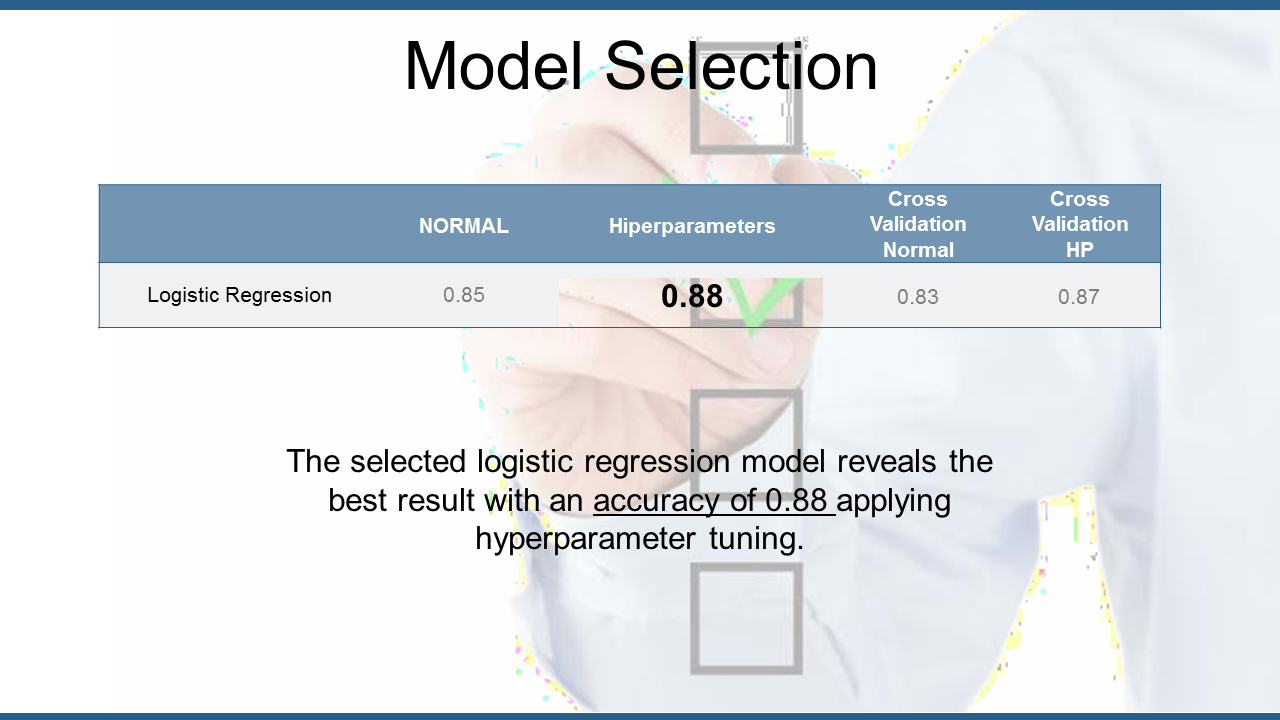 Model Selection
NORMAL
Hiperparameters
Cross
Validation
Normal
Cross
Validation
HP
Logistic Regression
0.85
0.88
0.83
0.87
The selected logistic regression model reveals the
best result with an accuracy of 0.88 applying
hyperparameter tuning.